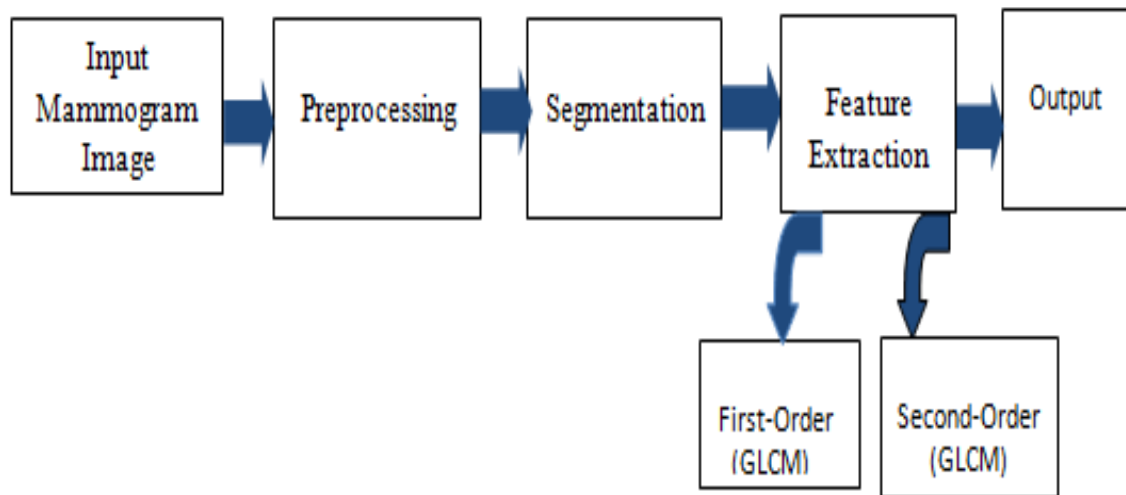 Input
Mammogram
Image
Preprocessing
Segmentation
Feature
Extraction
Output
First-Order
(GLCM)
Second-Order
(GLCM)